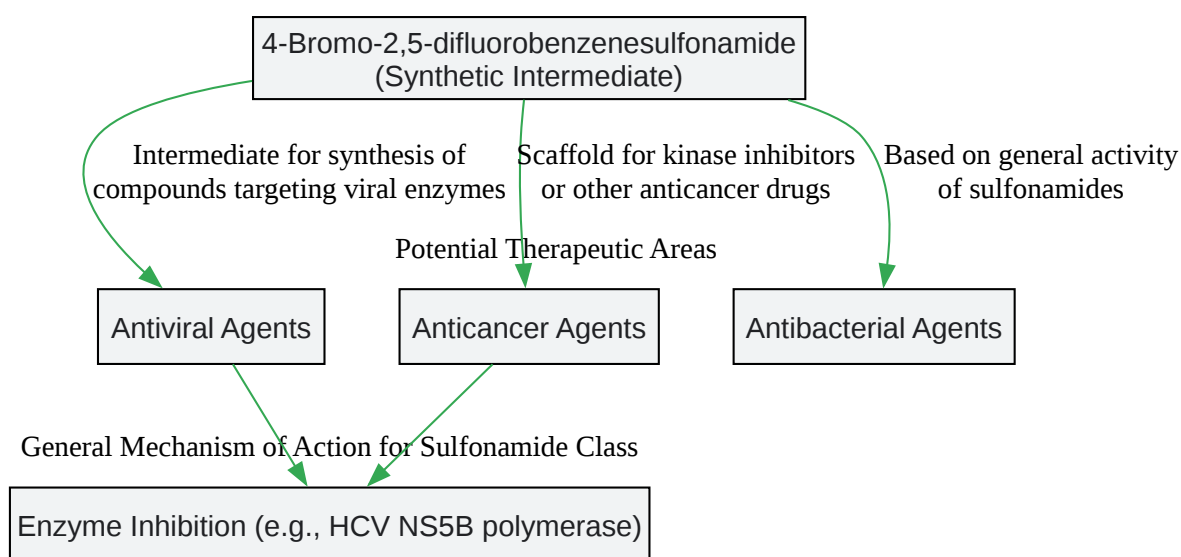 4-Bromo-2,5-difluorobenzenesulfonamide
(Synthetic Intermediate)
Intermediate for synthesis of
compounds targeting viral enzymes
Scaffold for kinase inhibitors
or other anticancer drugs
Based on general activity
of sulfonamides
Potential Therapeutic Areas
Antiviral Agents
Anticancer Agents
Antibacterial Agents
General Mechanism of Action for Sulfonamide Class
Enzyme Inhibition (e.g., HCV NS5B polymerase)